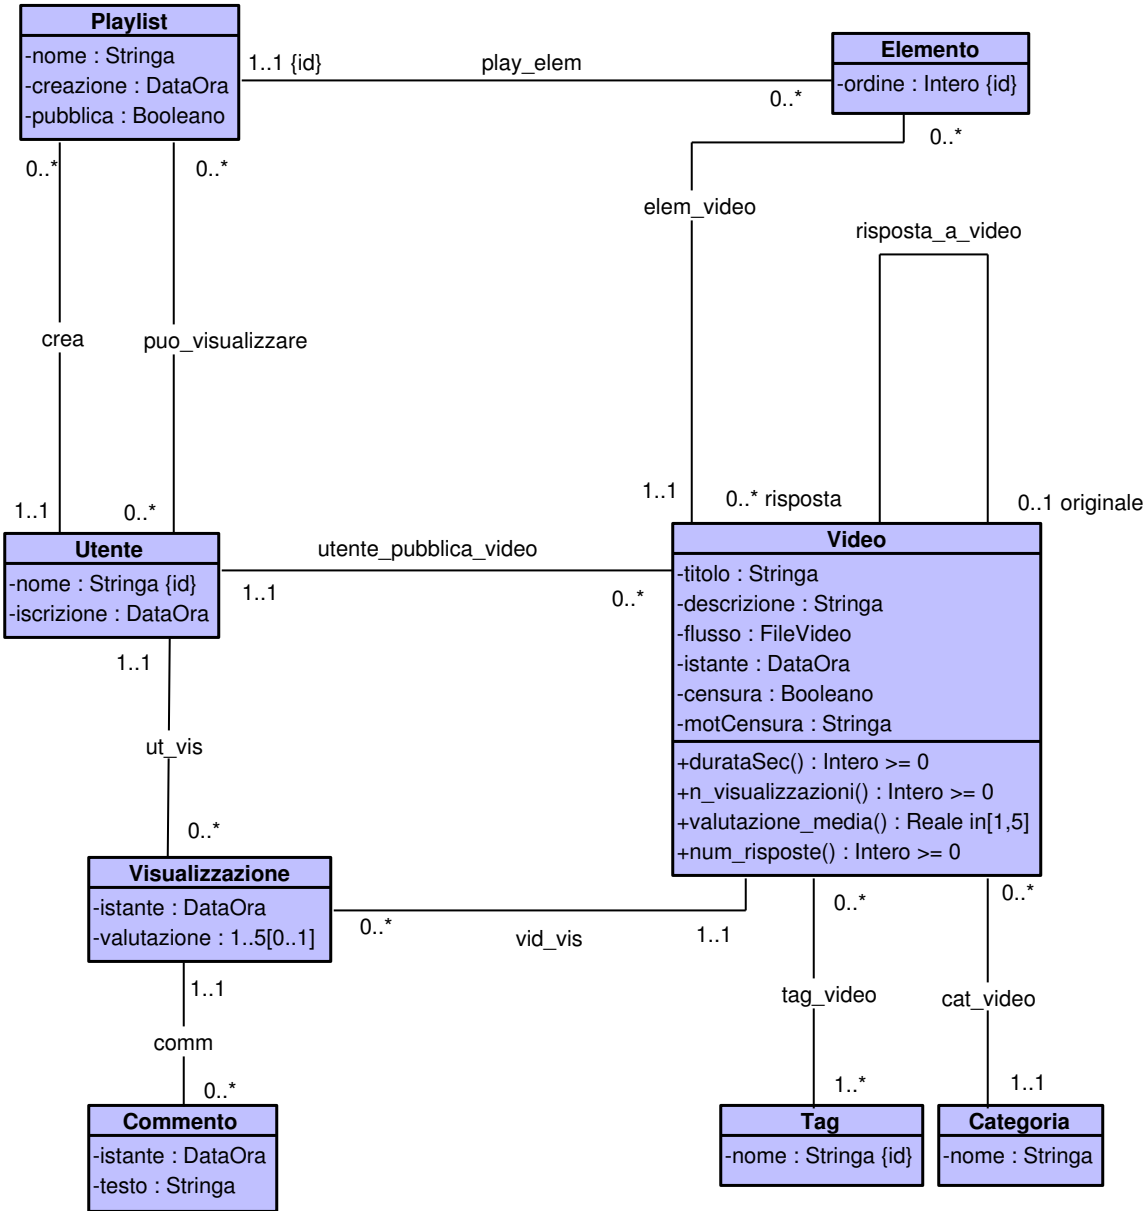 Playlist
-nome : Stringa
-creazione : DataOra
-pubblica : Booleano
1..1 {id}
play_elem
0..*
Elemento
-ordine : Intero {id}
0..*
0..*
0..*
elem_video
risposta_a_video
crea
puo_visualizzare
1..1
0..*
1..1
0..* risposta
0..1 originale
Utente
-nome : Stringa {id}
-iscrizione : DataOra
utente_pubblica_video
1..1
0..*
Video
-titolo : Stringa
-descrizione : Stringa
-flusso : FileVideo
-istante : DataOra
-censura : Booleano
-motCensura : Stringa
+durataSec() : Intero >= 0
+n_visualizzazioni() : Intero >= 0
+valutazione_media() : Reale in[1,5]
+num_risposte() : Intero >= 0
1..1
ut_vis
0..*
Visualizzazione
-istante : DataOra
-valutazione : 1..5[0..1]
0..*
vid_vis
1..1
0..*
0..*
1..1
comm
0..*
tag_video
cat_video
1..*
1..1
Commento
-istante : DataOra
-testo : Stringa
Tag
-nome : Stringa {id}
Categoria
-nome : Stringa